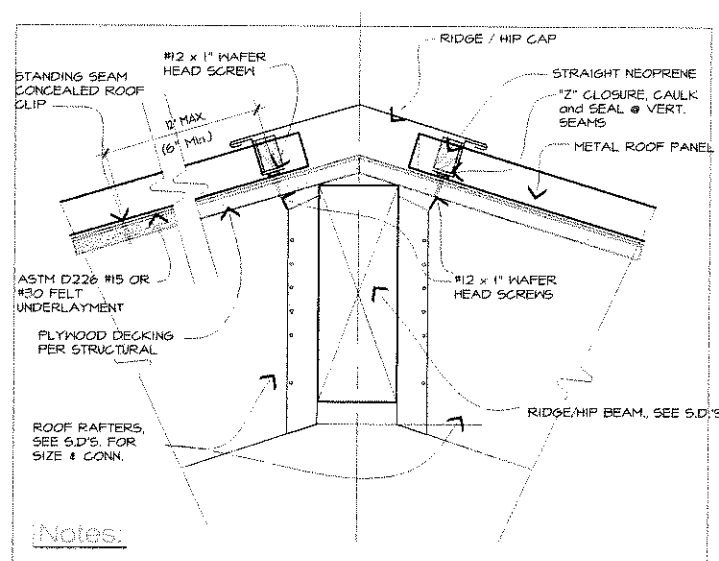 #12 x 1" WAFER
HEAD SCREW
RIDGE / HIP CAP
STANDING SEAM
CONCEALED ROOF
CLIP
12" MAX.
(6" Min.)
STRAIGHT NEOPRENE
"Z" CLOSURE, CAULK
and SEAL @ VERT.
SEAMS
METAL ROOF PANEL
ASTM D226 #15 OR
#30 FELT
UNDERLAYMENT
#12 x 1" WAFER
HEAD SCREWS
PLYWOOD DECKING
PER STRUCTURAL
RIDGE/HIP BEAM, SEE S.D.'S
ROOF RAFTERS,
SEE S.D'S. FOR
SIZE & CONN.
Notes: